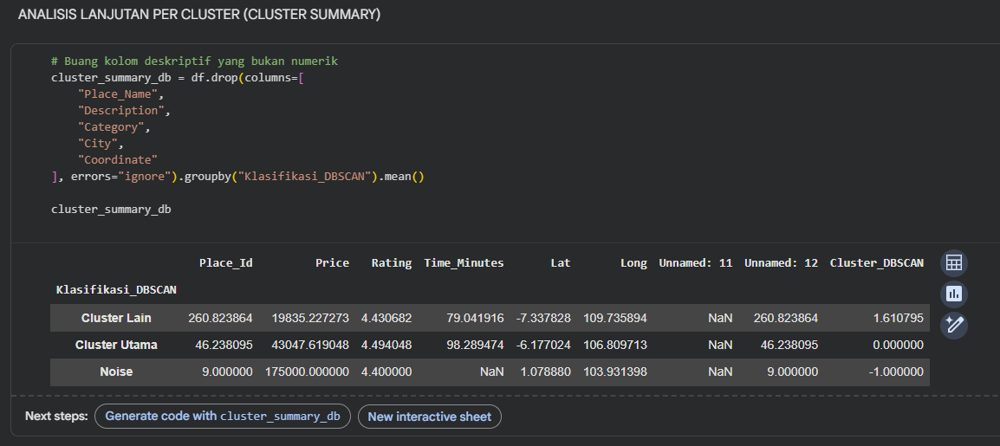 ANALISIS LANJUTAN PER CLUSTER (CLUSTER SUMMARY)
# Buang kolom deskriptif yang bukan numerik
cluster_summary_db = df.drop(columns=[
    "Place_Name",
    "Description",
    "Category",
    "City",
    "Coordinate"
], errors="ignore").groupby("Klasifikasi_DBSCAN").mean()
cluster_summary_db
Place_Id Price Rating Time_Minutes Lat Long Unnamed: 11 Unnamed: 12 Cluster_DBSCAN
Klasifikasi_DBSCAN
Cluster Lain 260.823864 19835.227273 4.430682 79.041916 -7.337828 109.735894 NaN 260.823864 1.610795
Cluster Utama 46.238095 43047.619048 4.494048 98.289474 -6.177024 106.809713 NaN 46.238095 0.000000
Noise 9.000000 175000.000000 4.400000 NaN 1.078880 103.931398 NaN 9.000000 -1.000000
Next steps: Generate code with cluster_summary_db New interactive sheet